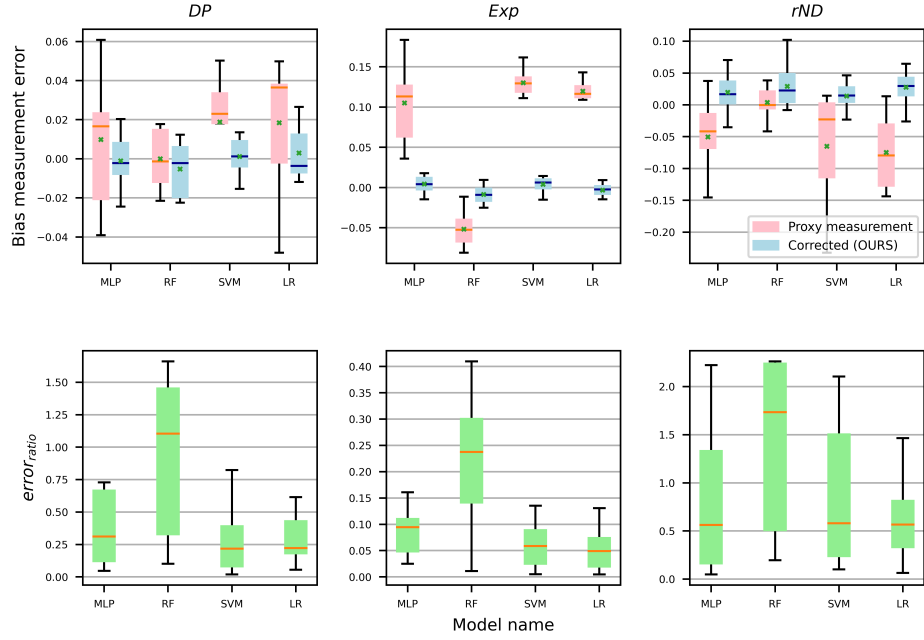 DP
Exp
rND
Bias measurement error
0.06
0.04
0.02
0.00
−0.02
−0.04
MLP
RF
SVM
LR
0.15
0.10
0.05
0.00
−0.05
MLP
RF
SVM
LR
0.10
0.05
0.00
−0.05
−0.10
−0.15
−0.20
Proxy measurement
Corrected (OURS)
MLP
RF
SVM
LR
error_ratio
1.50
1.25
1.00
0.75
0.50
0.25
0.00
MLP
RF
SVM
LR
0.40
0.35
0.30
0.25
0.20
0.15
0.10
0.05
0.00
MLP
RF
SVM
LR
2.0
1.5
1.0
0.5
0.0
MLP
RF
SVM
LR
Model name